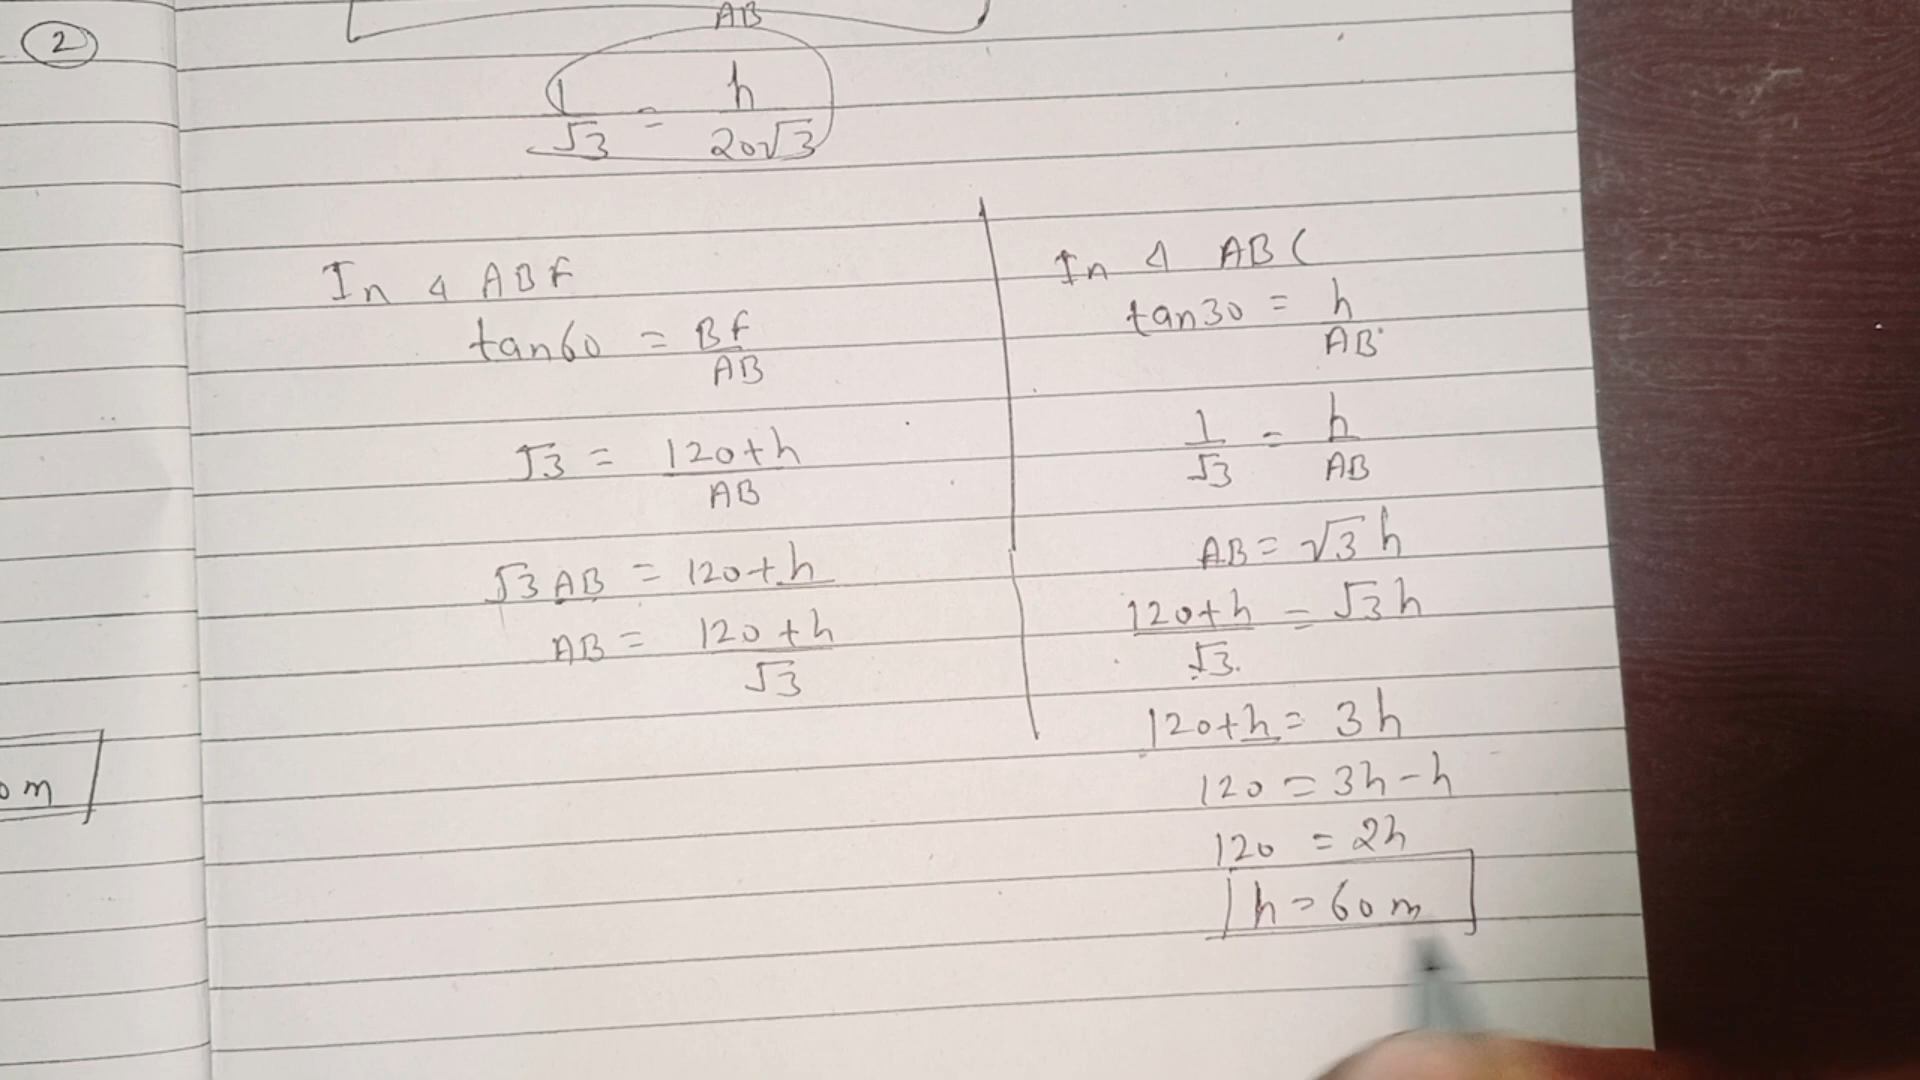 2
AB
1/√3 = h/20√3
In △ ABF
tan60 = BF/AB
√3 = 120+h/AB
√3 AB = 120+h
AB = 120+h/√3
In △ ABC
tan30 = h/AB
1/√3 = h/AB
AB = √3 h
120+h/√3 = √3 h
120+h = 3h
120 = 3h-h
120 = 2h
h = 60 m
0 m